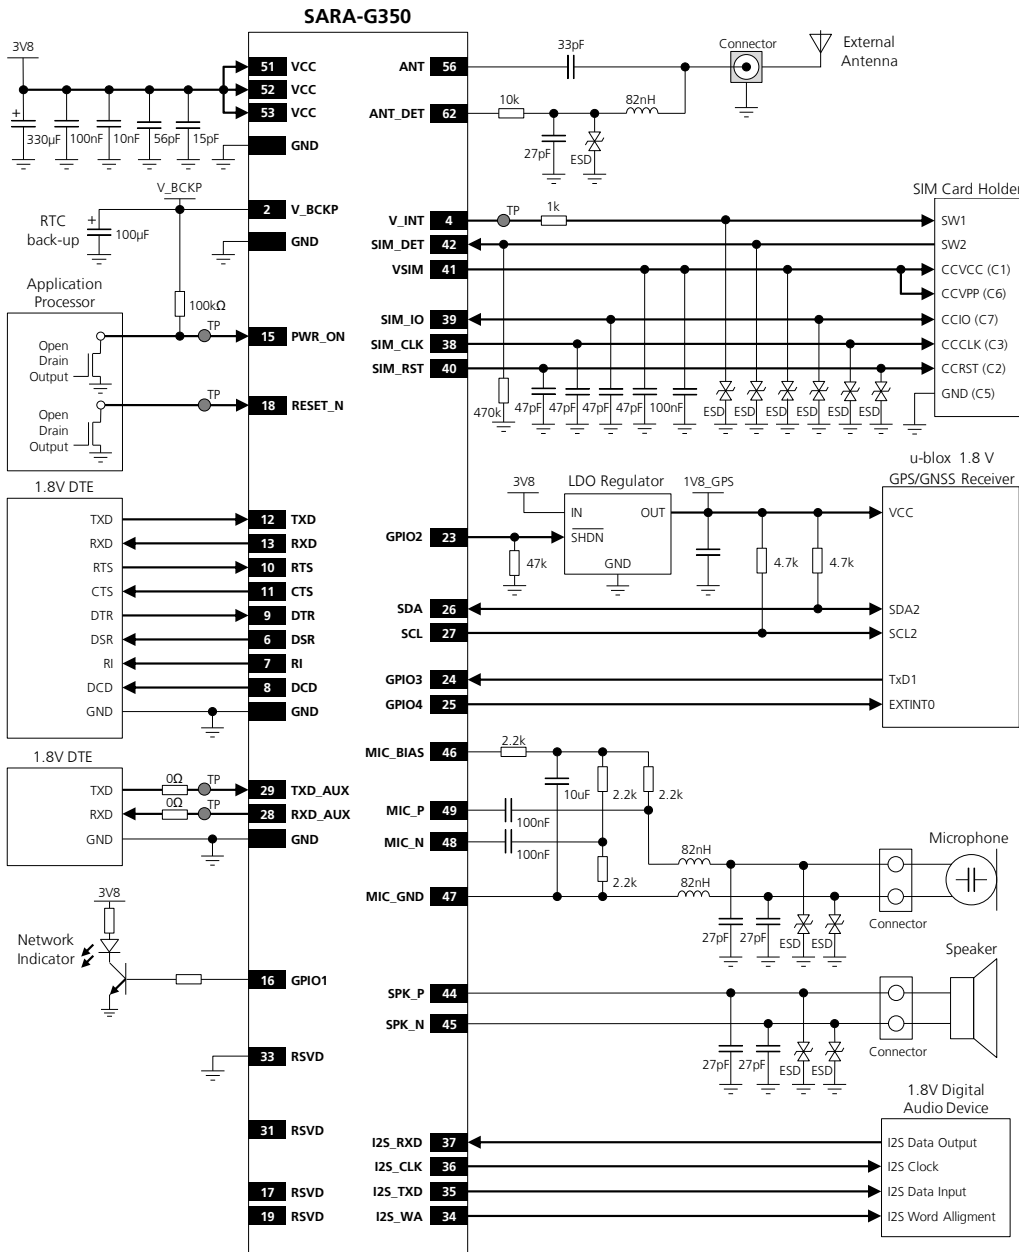 SARA-G350
3V8
51 VCC
52 VCC
53 VCC
GND
330µF 100nF 10nF 56pF 15pF
V_BCKP
2 V_BCKP
GND
RTC
back-up
+
100µF
Application
Processor
100kΩ
TP
15 PWR_ON
Open
Drain
Output
TP
18 RESET_N
Open
Drain
Output
1.8V DTE
TXD 12 TXD
RXD 13 RXD
RTS 10 RTS
CTS 11 CTS
DTR 9 DTR
DSR 6 DSR
RI 7 RI
DCD 8 DCD
GND GND
1.8V DTE
TXD 0Ω TP 29 TXD_AUX
RXD 0Ω TP 28 RXD_AUX
GND GND
3V8
Network
Indicator
16 GPIO1
33 RSVD
31 RSVD
17 RSVD
19 RSVD
ANT 56
33pF
Connector
External
Antenna
ANT_DET 62
10k
82nH
27pF
ESD
SIM Card Holder
V_INT 4 TP 1k SW1
SIM_DET 42 SW2
VSIM 41 CCVCC (C1)
CCVPP (C6)
SIM_IO 39 CCIO (C7)
SIM_CLK 38 CCCLK (C3)
SIM_RST 40 CCRST (C2)
GND (C5)
470k 47pF 47pF 47pF 47pF 100nF ESD ESD ESD ESD ESD ESD
u-blox 1.8 V
GPS/GNSS Receiver
3V8 LDO Regulator 1V8_GPS
IN OUT VCC
GPIO2 23 SHDN
47k GND 4.7k 4.7k
SDA 26 SDA2
SCL 27 SCL2
GPIO3 24 TxD1
GPIO4 25 EXTINT0
MIC_BIAS 46 2.2k
10uF 2.2k 2.2k
MIC_P 49
100nF
MIC_N 48
100nF
2.2k
MIC_GND 47
82nH
82nH
27pF 27pF ESD ESD
Connector
Microphone
Speaker
SPK_P 44
SPK_N 45
27pF 27pF ESD ESD
Connector
1.8V Digital
Audio Device
I2S_RXD 37 I2S Data Output
I2S_CLK 36 I2S Clock
I2S_TXD 35 I2S Data Input
I2S_WA 34 I2S Word Alligment